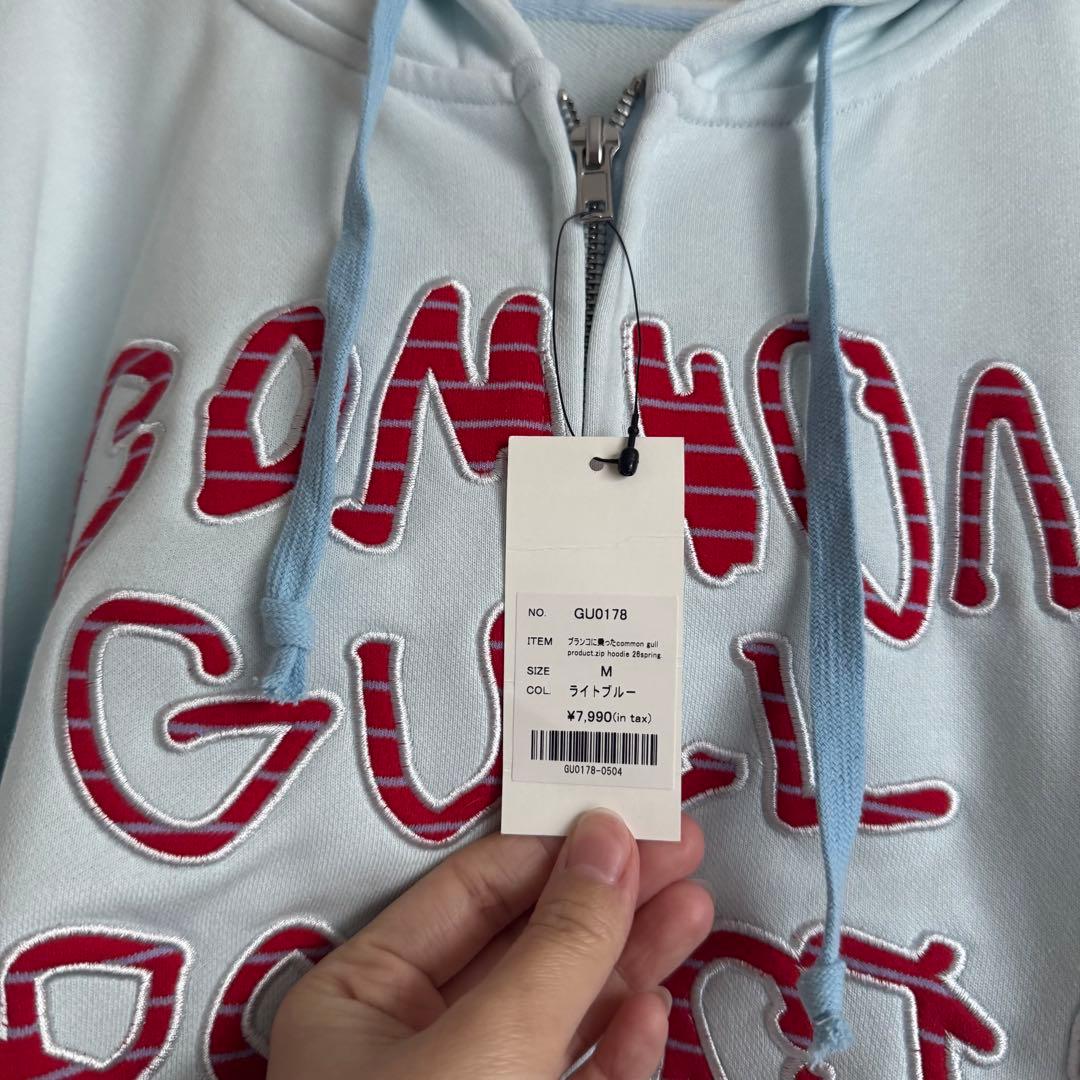 COMMON
GULL
NO. GU0178
ITEM ブランコに乗ったcommon gull
product.zip hoodie 26spring
SIZE M
COL. ライトブルー
¥7,990(in tax)
GU0178-0504